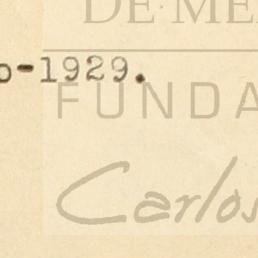 DE ME
o-1929.
FUNDA
Carlos